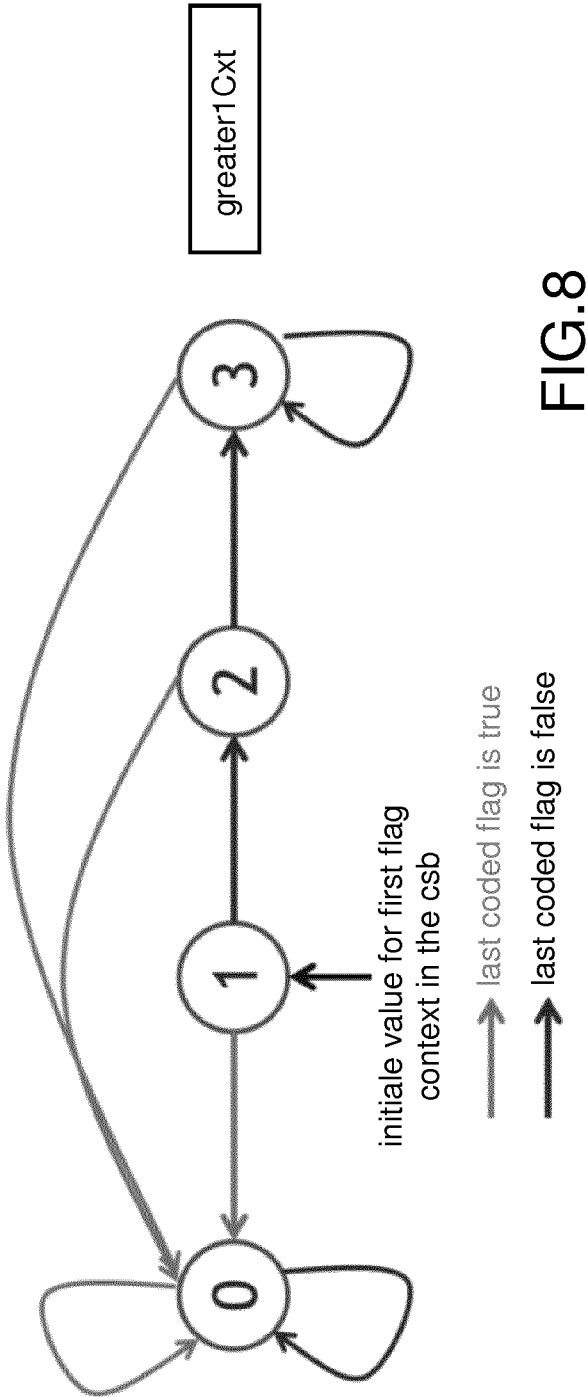 0
1
2
3
greater1Cxt
initiale value for first flag
context in the csb
last coded flag is true
last coded flag is false
FIG.8